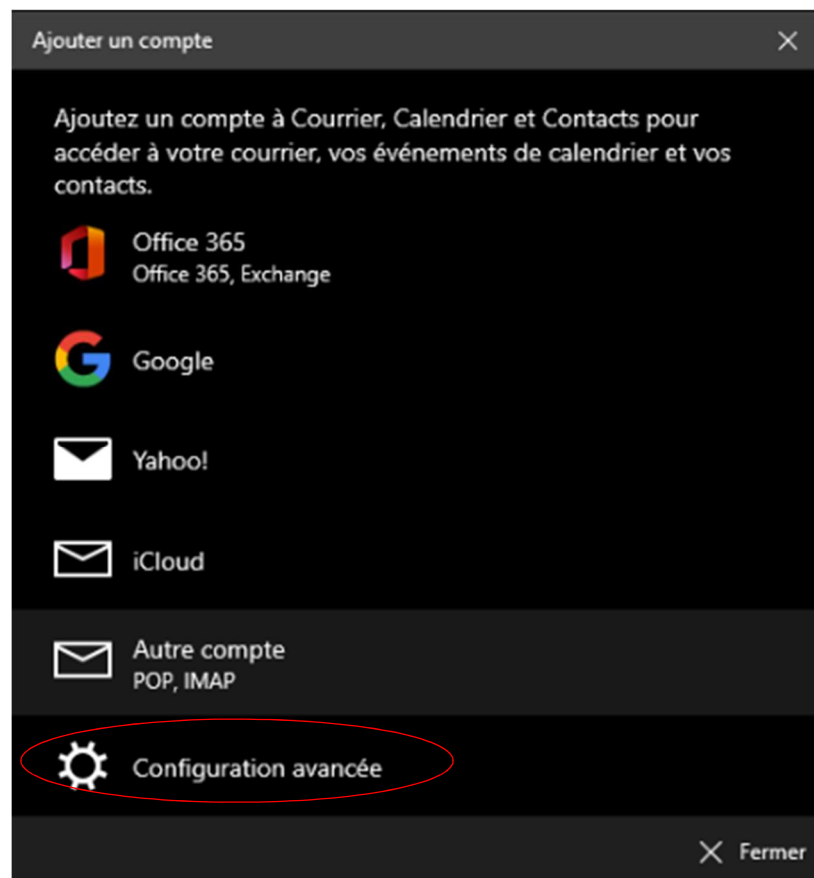 Ajouter un compte
Ajoutez un compte à Courrier, Calendrier et Contacts pour
accéder à votre courrier, vos événements de calendrier et vos
contacts.
Office 365
Office 365, Exchange
Google
Yahoo!
iCloud
Autre compte
POP, IMAP
Configuration avancée
Fermer